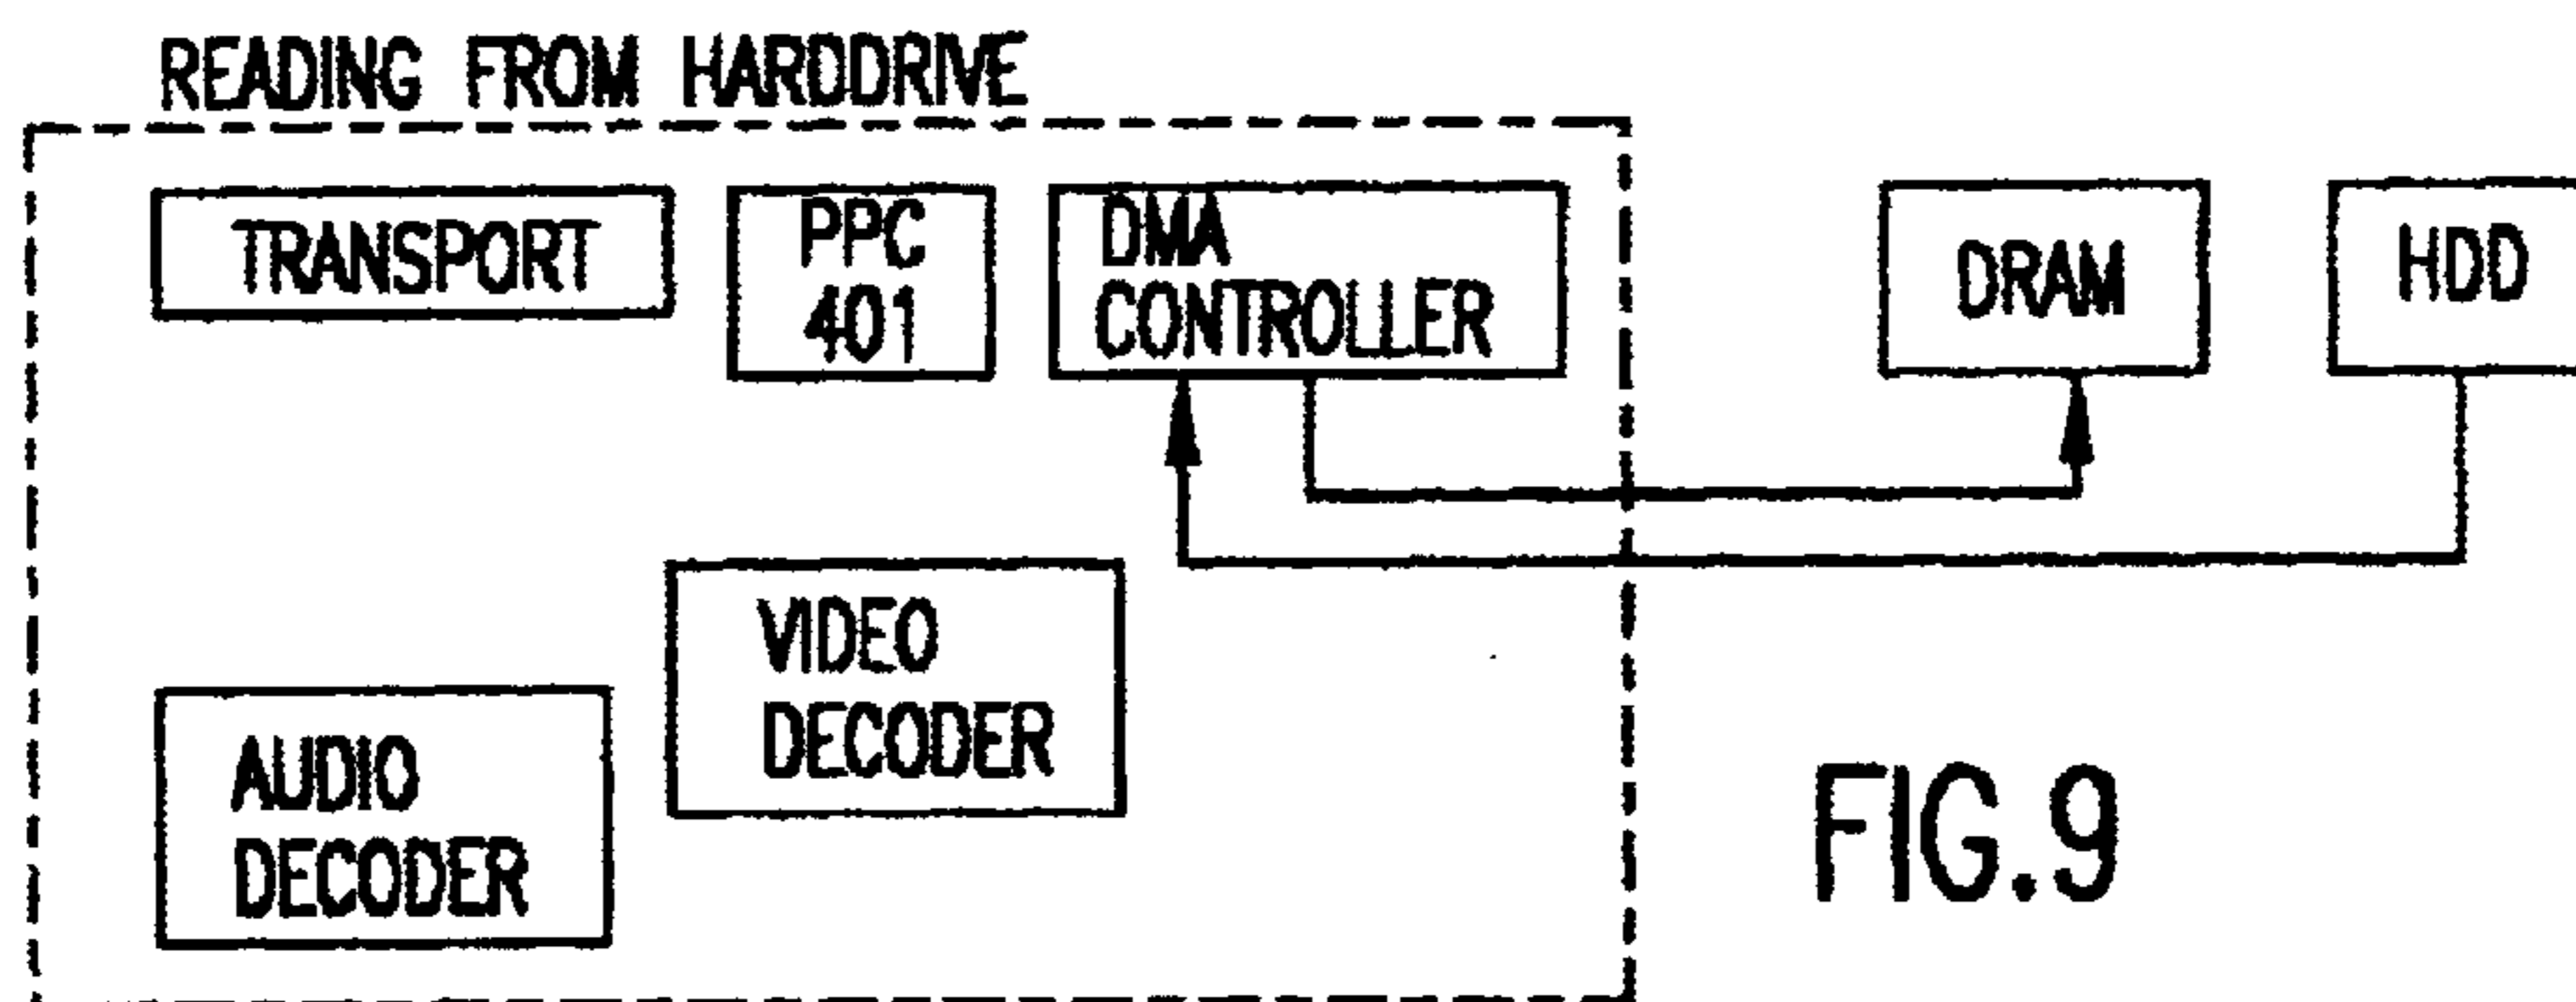 READING FROM HARDDRIVE
TRANSPORT
PPC
401
DMA
CONTROLLER
DRAM
HDD
VIDEO
DECODER
AUDIO
DECODER
FIG.9